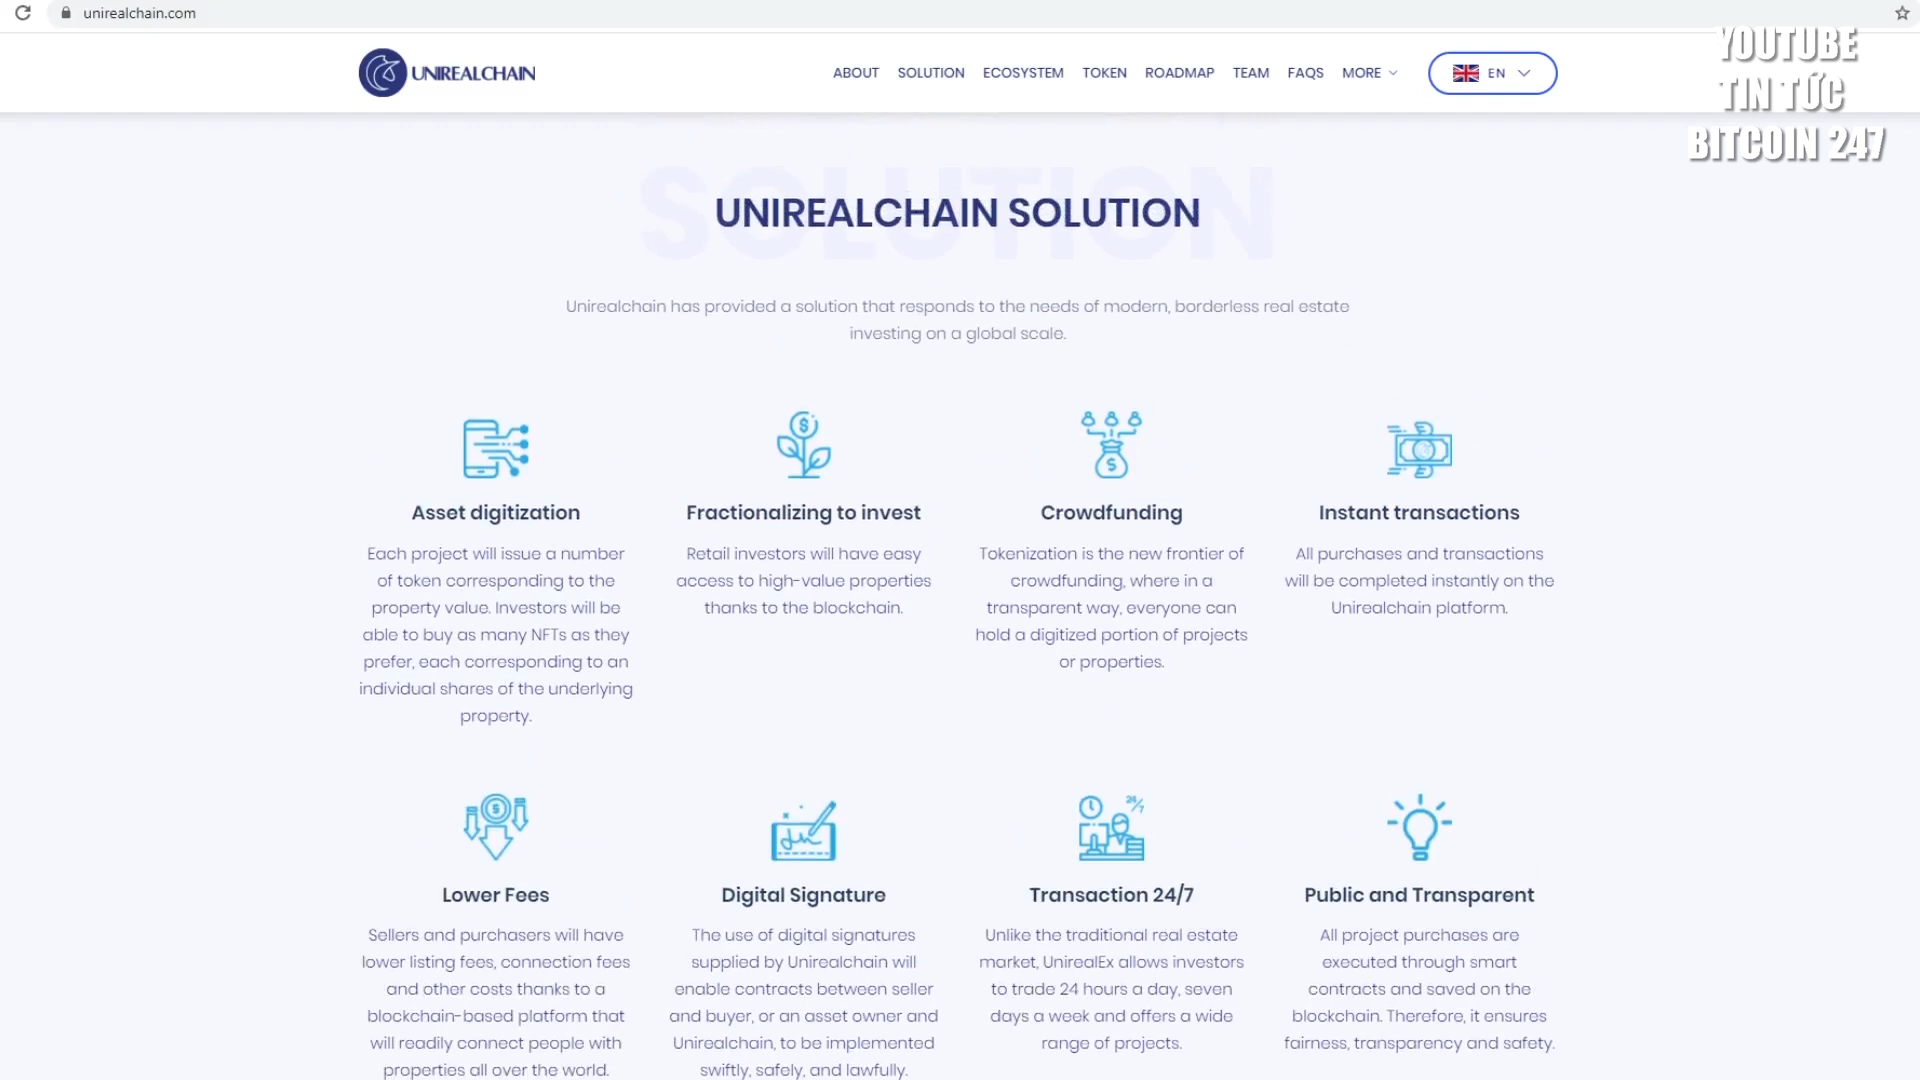 unirealchain.com
YOUTUBE
TIN TỨC
BITCOIN 247
UNIREALCHAIN
ABOUT SOLUTION ECOSYSTEM TOKEN ROADMAP TEAM FAQS MORE EN
SOLUTION
UNIREALCHAIN SOLUTION
Unirealchain has provided a solution that responds to the needs of modern, borderless real estate
investing on a global scale.
Asset digitization
Each project will issue a number
of token corresponding to the
property value. Investors will be
able to buy as many NFTs as they
prefer, each corresponding to an
individual shares of the underlying
property.
Fractionalizing to invest
Retail investors will have easy
access to high-value properties
thanks to the blockchain.
Crowdfunding
Tokenization is the new frontier of
crowdfunding, where in a
transparent way, everyone can
hold a digitized portion of projects
or properties.
Instant transactions
All purchases and transactions
will be completed instantly on the
Unirealchain platform.
Lower Fees
Sellers and purchasers will have
lower listing fees, connection fees
and other costs thanks to a
blockchain-based platform that
will readily connect people with
properties all over the world.
Digital Signature
The use of digital signatures
supplied by Unirealchain will
enable contracts between seller
and buyer, or an asset owner and
Unirealchain, to be implemented
swiftly, safely, and lawfully.
24/7
Transaction 24/7
Unlike the traditional real estate
market, UnirealEx allows investors
to trade 24 hours a day, seven
days a week and offers a wide
range of projects.
Public and Transparent
All project purchases are
executed through smart
contracts and saved on the
blockchain. Therefore, it ensures
fairness, transparency and safety.